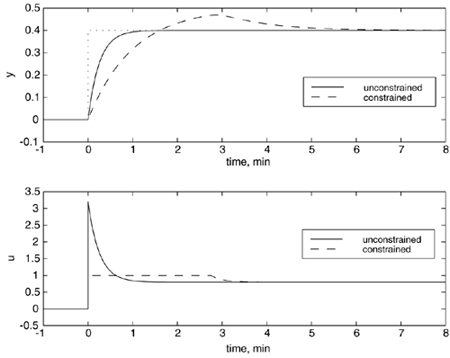 0.5
0.4
0.3
y
0.2
0.1
0
-0.1
unconstrained
constrained
-1 0 1 2 3 4 5 6 7 8
time, min
3.5
3
2.5
2
u
1.5
1
0.5
0
-0.5
unconstrained
constrained
-1 0 1 2 3 4 5 6 7 8
time, min